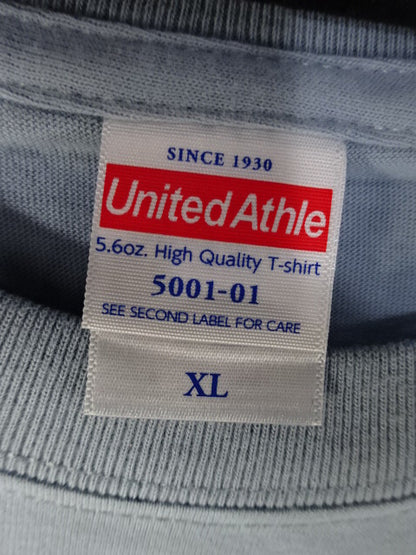 SINCE 1930
United Athle
5.6oz. High Quality T-shirt
5001-01
SEE SECOND LABEL FOR CARE
XL